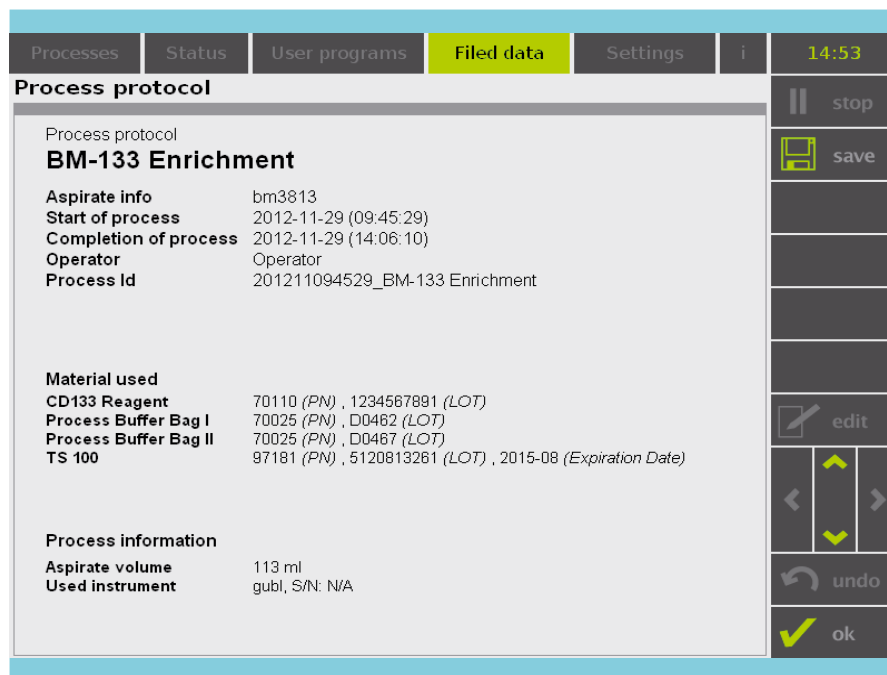 Processes Status User programs Filed data Settings i 14:53
Process protocol
stop
save
Process protocol
BM-133 Enrichment
Aspirate info bm3813
Start of process 2012-11-29 (09:45:29)
Completion of process 2012-11-29 (14:06:10)
Operator Operator
Process Id 201211094529_BM-133 Enrichment
Material used
CD133 Reagent 70110 (PN) , 1234567891 (LOT)
Process Buffer Bag I 70025 (PN) , D0462 (LOT)
Process Buffer Bag II 70025 (PN) , D0467 (LOT)
TS 100 97181 (PN) , 5120813261 (LOT) , 2015-08 (Expiration Date)
edit
Process information
Aspirate volume 113 ml
Used instrument gubl, S/N: N/A
undo
ok